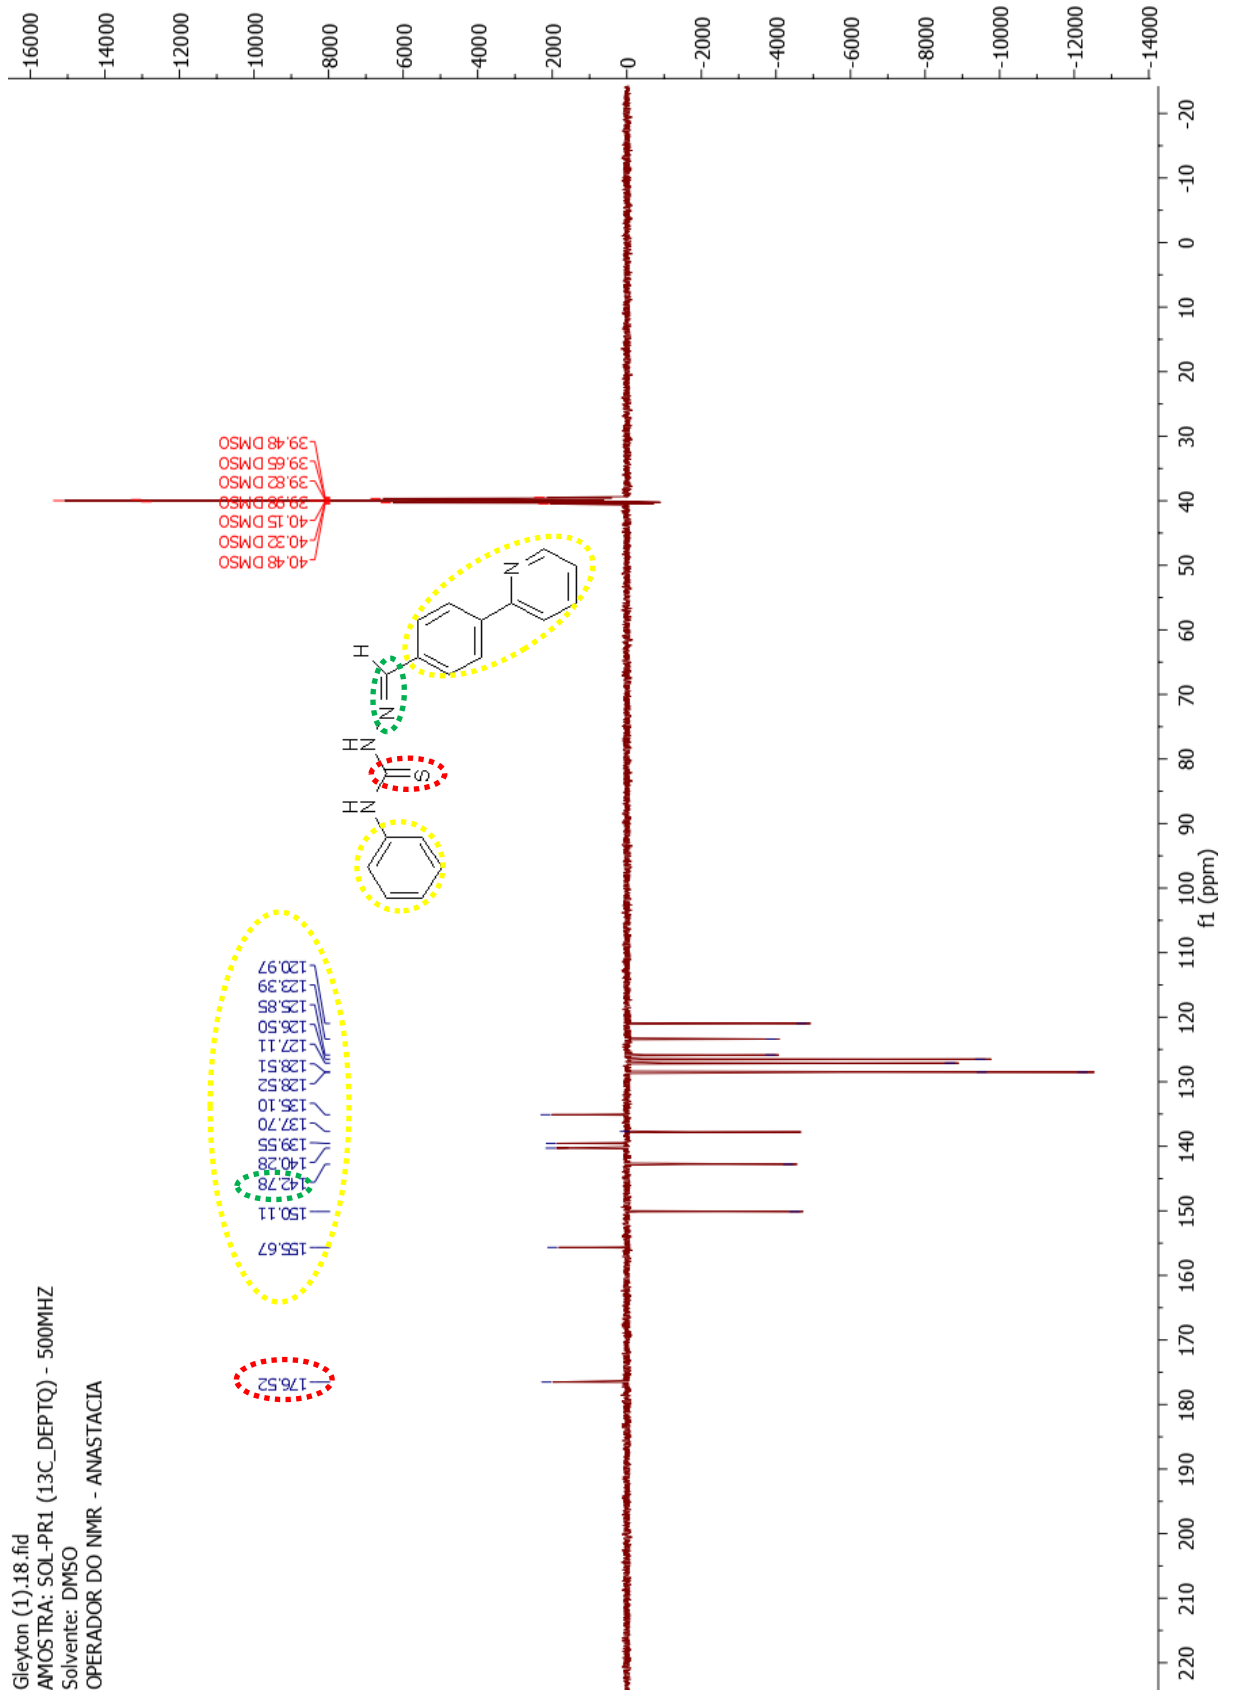 Gleyton (1).18.fid
AMOSTRA: SOL-PR1 (13C_DEPTQ) - 500MHZ
Solvente: DMSO
OPERADOR DO NMR - ANASTACIA
176.52
155.67
150.11
142.78
140.28
139.55
137.70
135.10
128.52
128.51
127.11
126.50
125.85
123.39
120.97
40.48 DMSO
40.32 DMSO
40.15 DMSO
39.98 DMSO
39.82 DMSO
39.65 DMSO
39.48 DMSO
H
N
S
H
N
N
H
N
16000
14000
12000
10000
8000
6000
4000
2000
0
-2000
-4000
-6000
-8000
-10000
-12000
-14000
220 210 200 190 180 170 160 150 140 130 120 110 100 90 80 70 60 50 40 30 20 10 0 -10 -20
f1 (ppm)